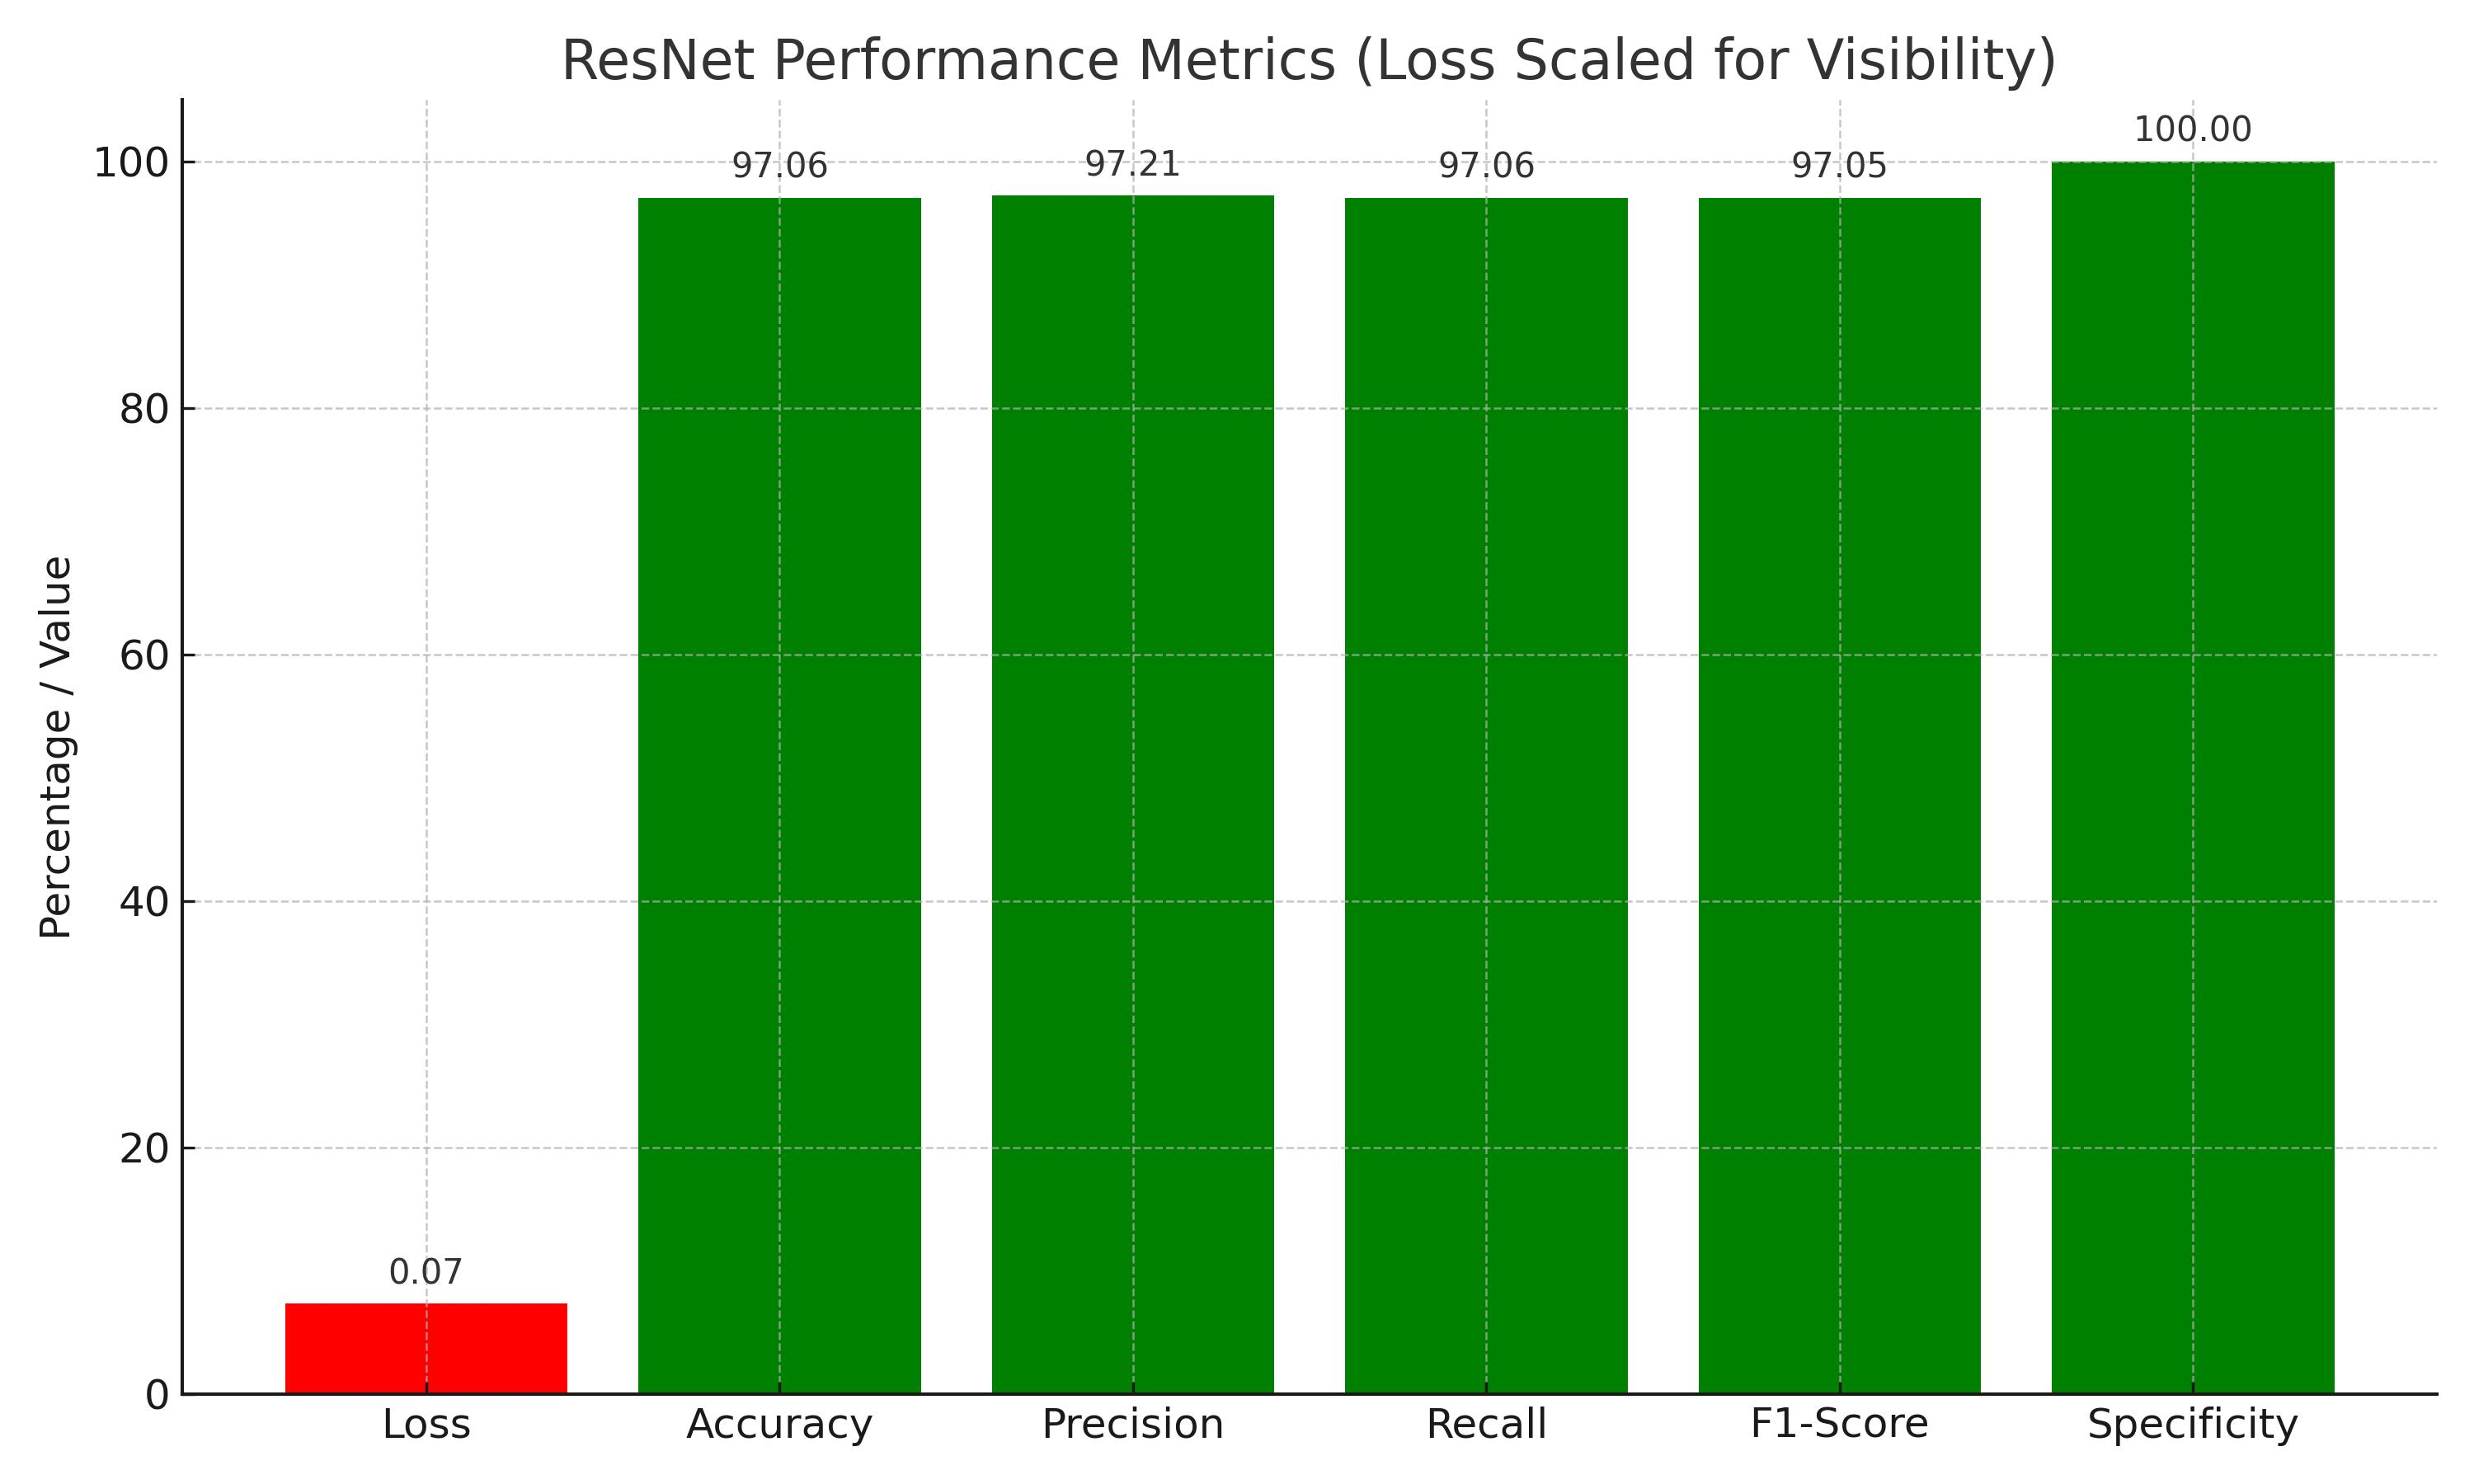 ResNet Performance Metrics (Loss Scaled for Visibility)
Percentage / Value
100
80
60
40
20
0
0.07
97.06
97.21
97.06
97.05
100.00
Loss
Accuracy
Precision
Recall
F1-Score
Specificity